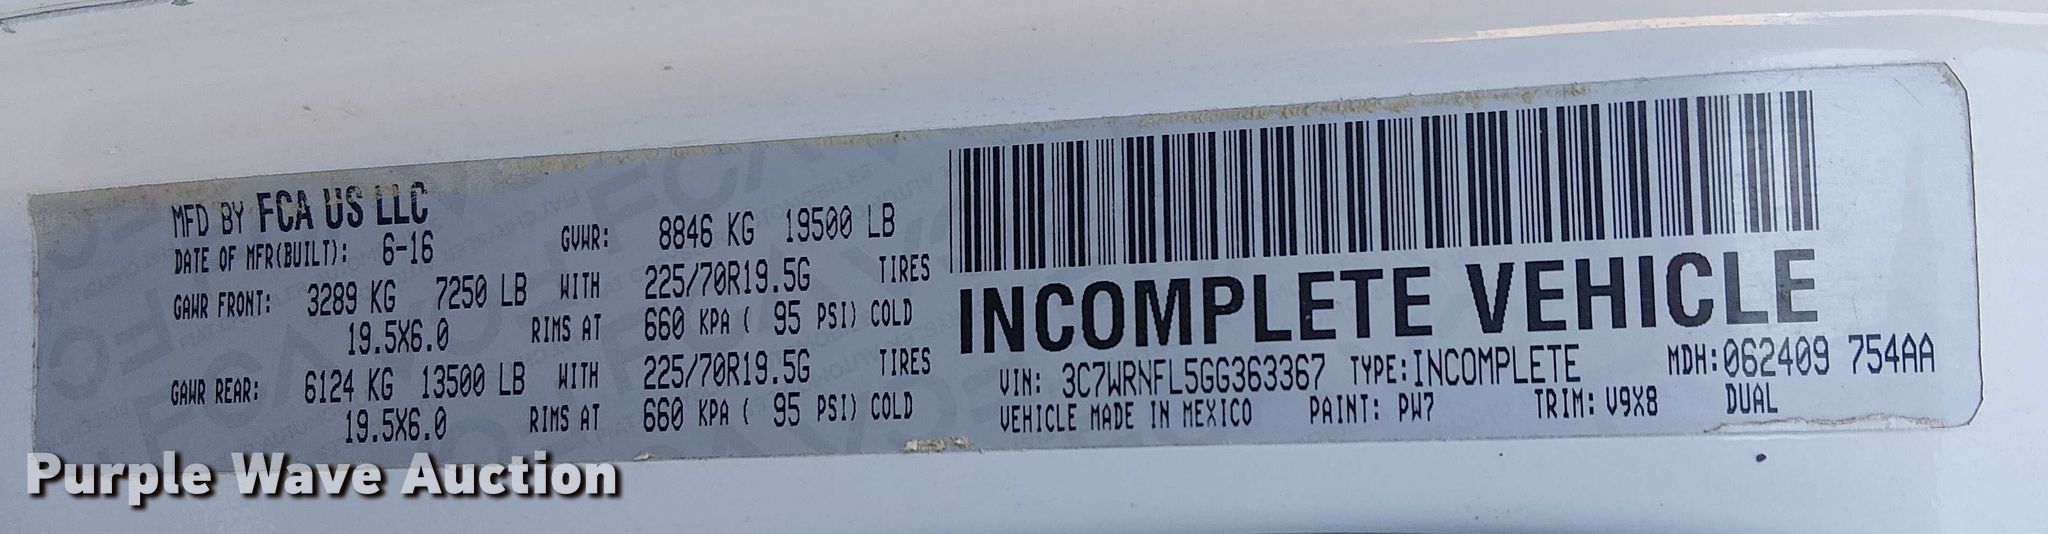 MFD BY FCA US LLC
DATE OF MFR(BUILT): 6-16 GVWR: 8846 KG 19500 LB
GAWR FRONT: 3289 KG 7250 LB WITH 225/70R19.5G TIRES
19.5X6.0 RIMS AT 660 KPA ( 95 PSI) COLD
GAWR REAR: 6124 KG 13500 LB WITH 225/70R19.5G TIRES
19.5X6.0 RIMS AT 660 KPA ( 95 PSI) COLD
INCOMPLETE VEHICLE
VIN: 3C7WRNFL5GG363367 TYPE: INCOMPLETE MDH: 062409 754AA
VEHICLE MADE IN MEXICO PAINT: PW7 TRIM: V9X8 DUAL
Purple Wave Auction